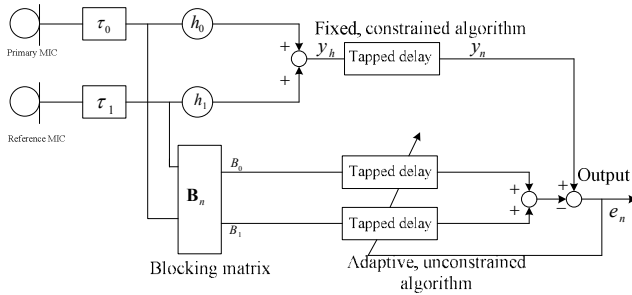 Primary MIC
τ₀
h₀
+
+
y_h
Fixed, constrained algorithm
Tapped delay
y_n
Reference MIC
τ₁
h₁
B_n
Blocking matrix
B₀
B₁
Tapped delay
Tapped delay
Adaptive, unconstrained
algorithm
+
+
+
−
Output
e_n